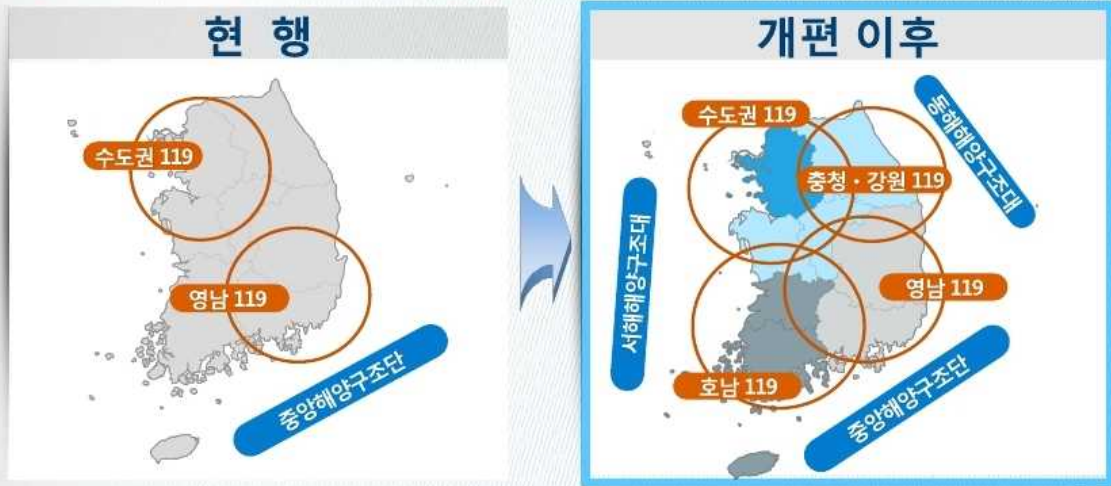 현 행
수도권 119
영남 119
중앙해양구조단
개편 이후
수도권 119
동해해양구조대
충청·강원 119
서해해양구조대
영남 119
호남 119
중앙해양구조단